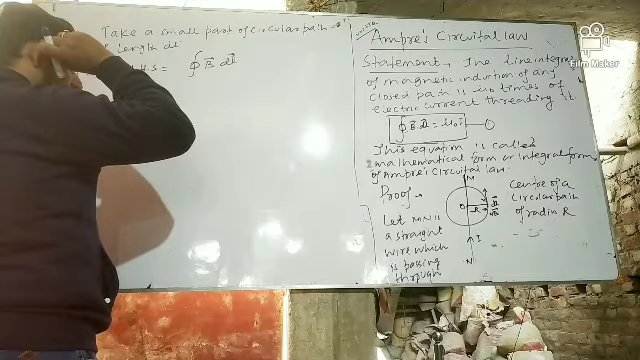 Take a small part of circular path
length dl
S = ∮ B⃗ dl⃗
Ampre's Circuital law
Statement → The line integra
of magnetic induction of any
closed path is μ₀ times of
electric current threading it
∮ B⃗ dl⃗ = μ₀ i
This equation is called
mathematical form or integral form
of Ampre's Circuital law.
Proof →
Let MN is
a straight
wire which
is passing
through
M
O
R
I
N
Centre of a
Circular path
of radius R
Film Maker